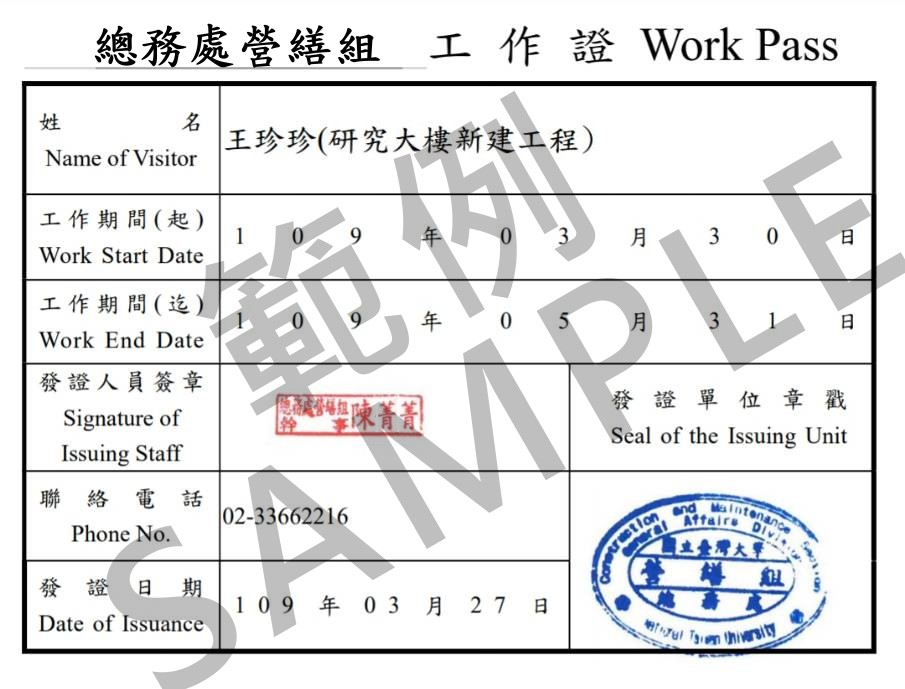 總務處營繕組 工作證 Work Pass
姓 名
Name of Visitor
王珍珍(研究大樓新建工程)
工作期間(起)
Work Start Date
109年03月30日
工作期間(迄)
Work End Date
109年05月31日
發證人員簽章
Signature of
Issuing Staff
總務處營繕組
幹 事
陳菁菁
發證單位章戳
Seal of the Issuing Unit
聯絡電話
Phone No.
02-33662216
Construction and Maintenance Section
General Affairs Division
國立臺灣大學
營繕組
總務處
National Taiwan University
發證日期
Date of Issuance
109年03月27日
範例
SAMPLE